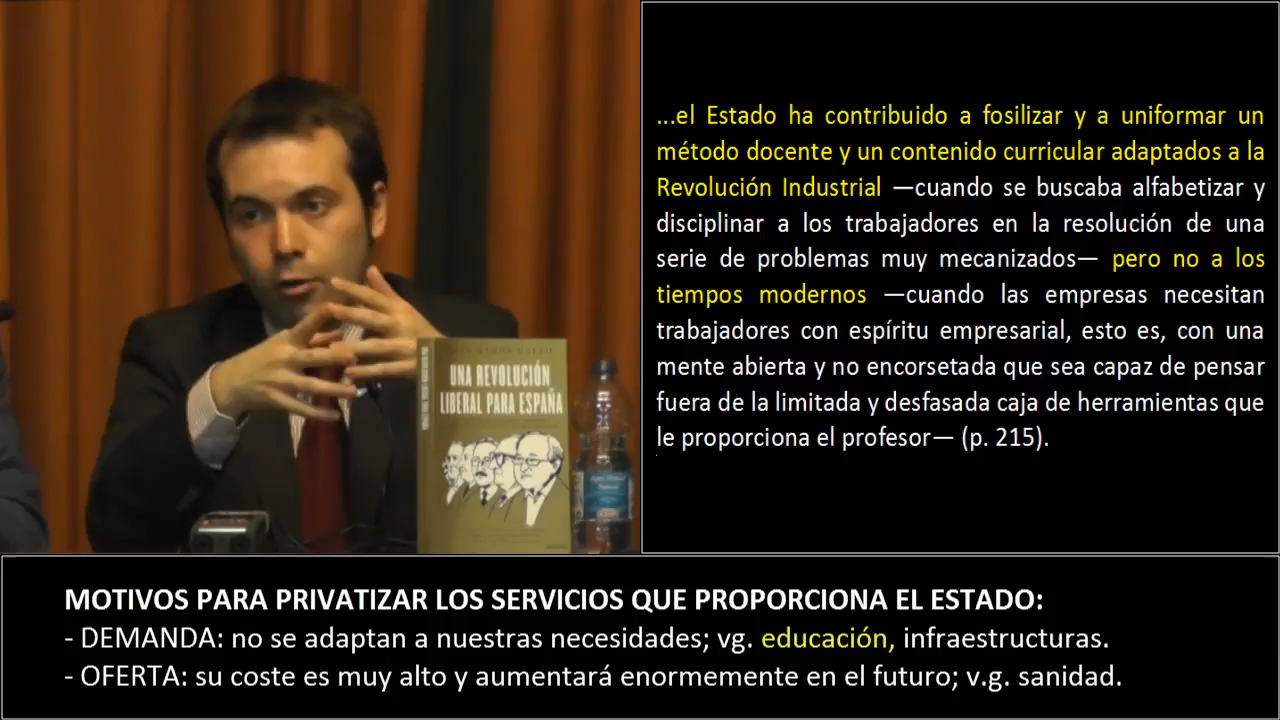 ...el Estado ha contribuido a fosilizar y a uniformar un
método docente y un contenido curricular adaptados a la
Revolución Industrial —cuando se buscaba alfabetizar y
disciplinar a los trabajadores en la resolución de una
serie de problemas muy mecanizados— pero no a los
tiempos modernos —cuando las empresas necesitan
trabajadores con espíritu empresarial, esto es, con una
mente abierta y no encorsetada que sea capaz de pensar
fuera de la limitada y desfasada caja de herramientas que
le proporciona el profesor— (p. 215).
UNA REVOLUCIÓN
LIBERAL PARA ESPAÑA
MOTIVOS PARA PRIVATIZAR LOS SERVICIOS QUE PROPORCIONA EL ESTADO:
- DEMANDA: no se adaptan a nuestras necesidades; vg. educación, infraestructuras.
- OFERTA: su coste es muy alto y aumentará enormemente en el futuro; v.g. sanidad.